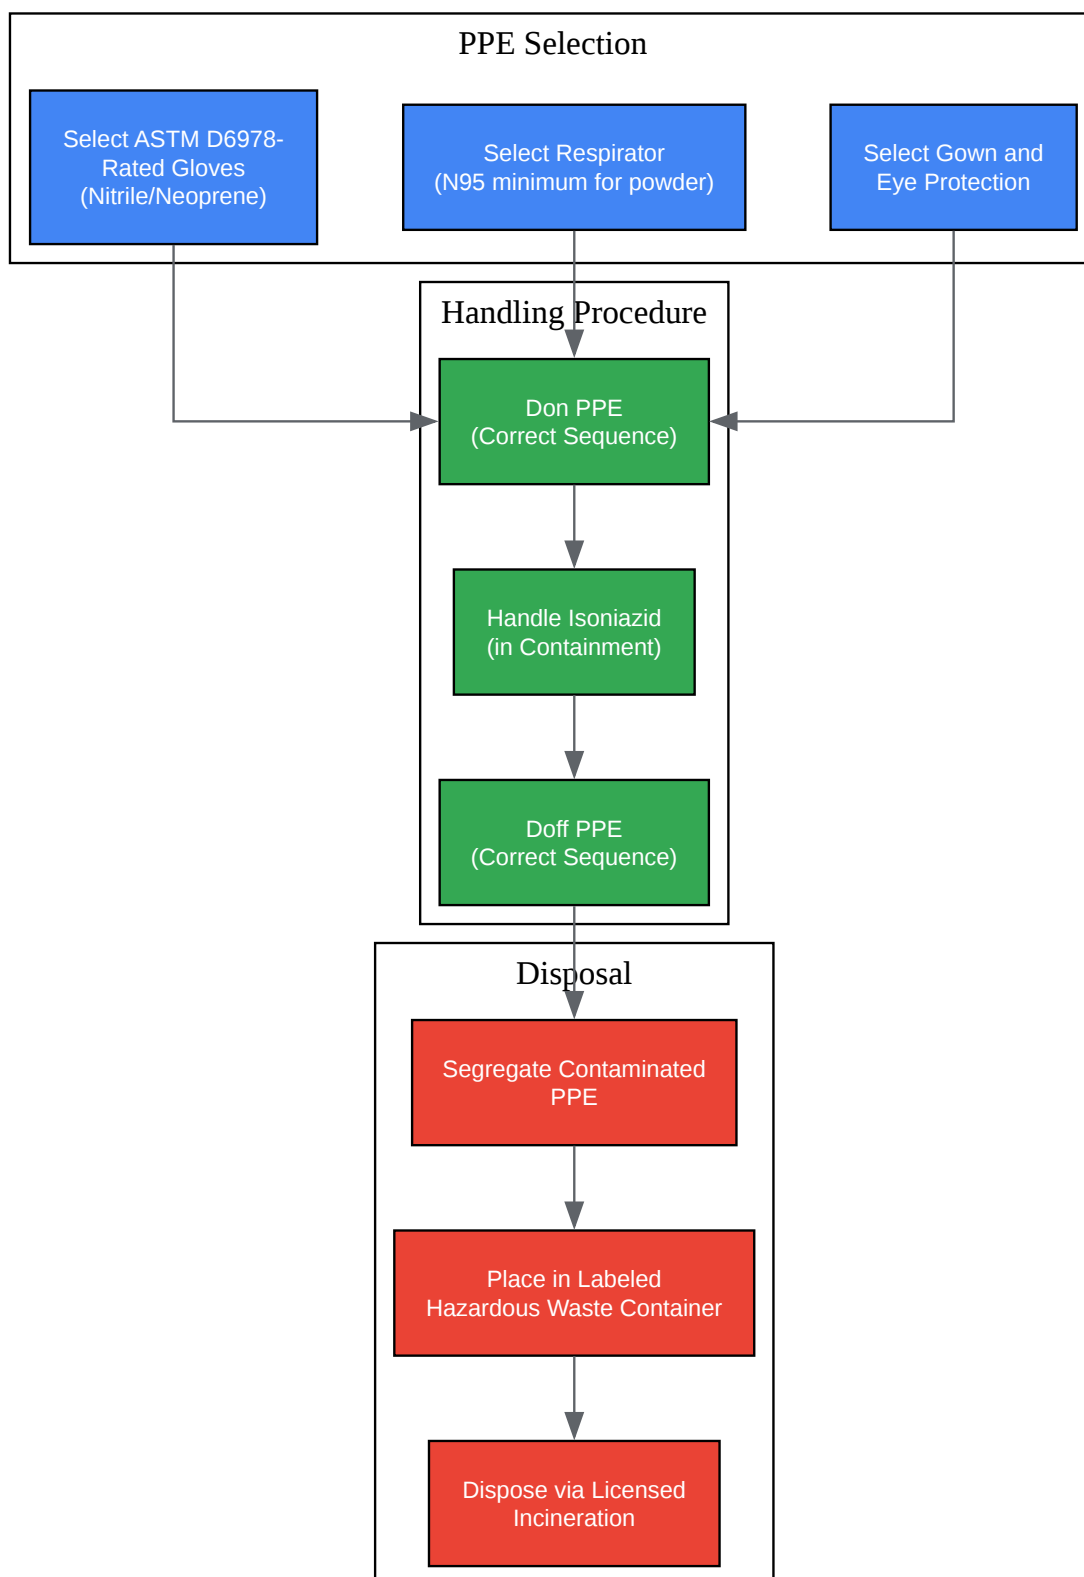 PPE Selection
Select ASTM D6978-
Rated Gloves
(Nitrile/Neoprene)
Select Respirator
(N95 minimum for powder)
Select Gown and
Eye Protection
Handling Procedure
Don PPE
(Correct Sequence)
Handle Isoniazid
(in Containment)
Doff PPE
(Correct Sequence)
Disposal
Segregate Contaminated
PPE
Place in Labeled
Hazardous Waste Container
Dispose via Licensed
Incineration